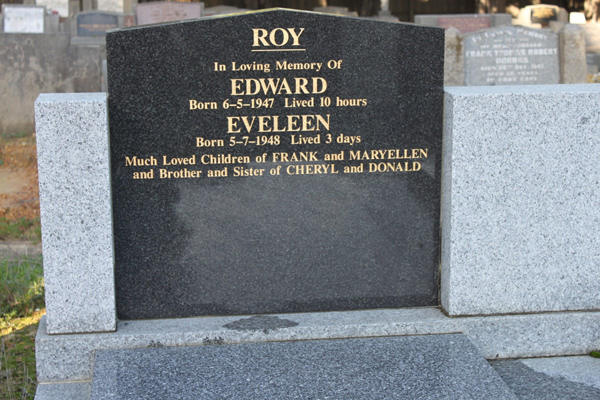 ROY
In Loving Memory Of
EDWARD
Born 6–5–1947 Lived 10 hours
EVELEEN
Born 5–7–1948 Lived 3 days
Much Loved Children of FRANK and MARYELLEN
and Brother and Sister of CHERYL and DONALD